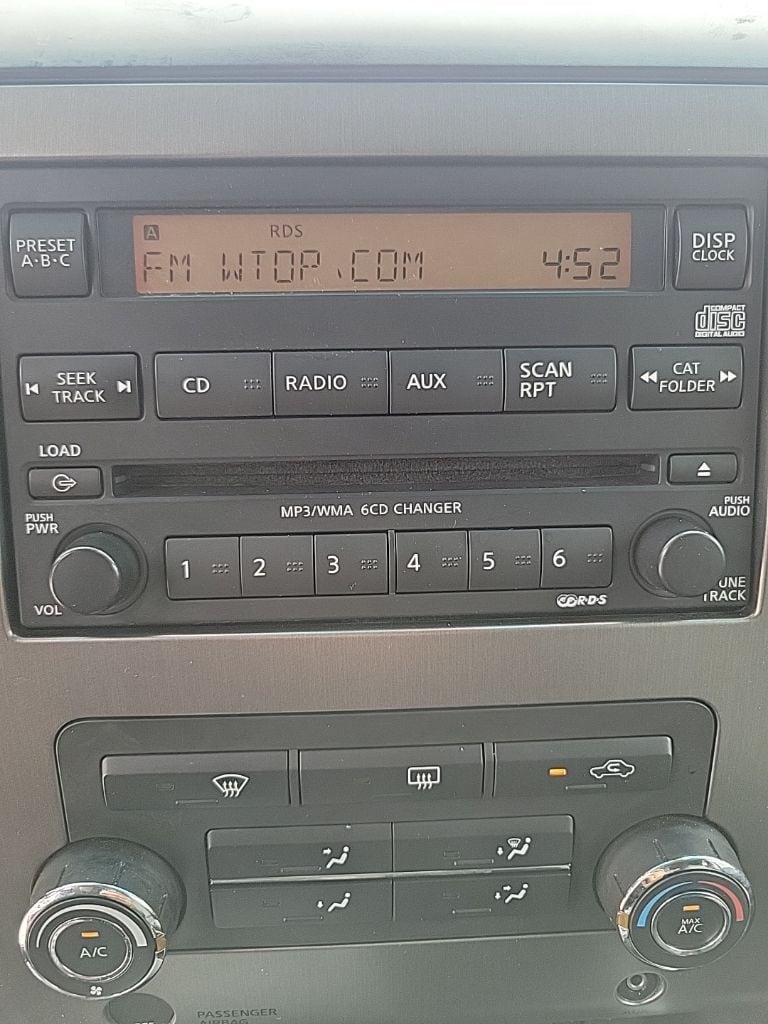 PRESET
A·B·C
A RDS
FM WTOP.COM 4:52
DISP
CLOCK
COMPACT
disc
DIGITAL AUDIO
SEEK
TRACK
CD
RADIO
AUX
SCAN
RPT
CAT
FOLDER
LOAD
MP3/WMA 6CD CHANGER
PUSH
PWR
VOL
1 2 3 4 5 6
PUSH
AUDIO
UNE
TRACK
R·D·S
A/C
MAX
A/C
PASSENGER
AIRBAG